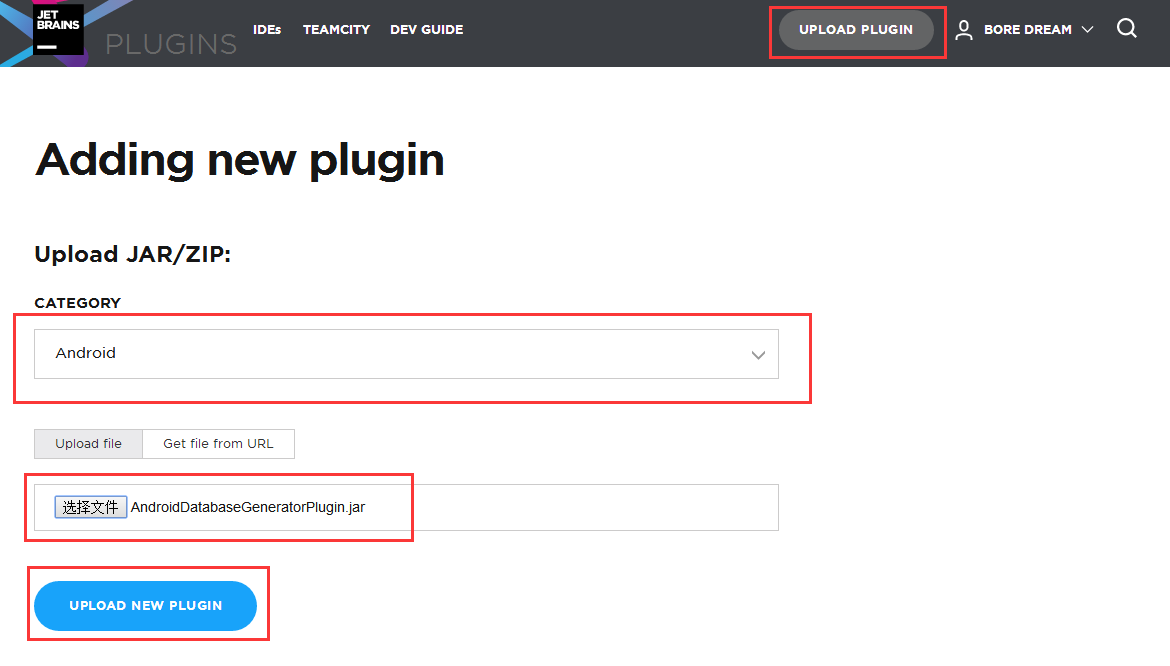 JET
BRAINS
PLUGINS
IDEs
TEAMCITY
DEV GUIDE
UPLOAD PLUGIN
BORE DREAM
Adding new plugin
Upload JAR/ZIP:
CATEGORY
Android
Upload file
Get file from URL
选择文件 AndroidDatabaseGeneratorPlugin.jar
UPLOAD NEW PLUGIN